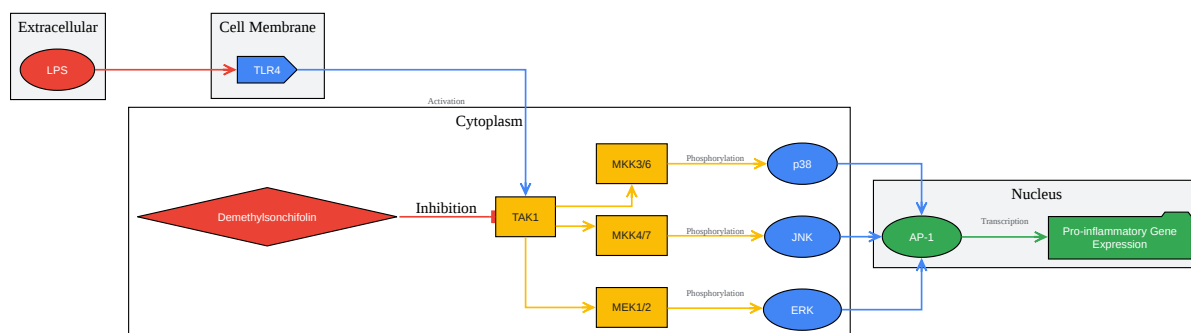 Extracellular
Cell Membrane
LPS
TLR4
Activation
Cytoplasm
MKK3/6
Phosphorylation
p38
Demethylsonchifolin
Inhibition
TAK1
MKK4/7
Phosphorylation
JNK
MEK1/2
Phosphorylation
ERK
Nucleus
AP-1
Transcription
Pro-inflammatory Gene
Expression